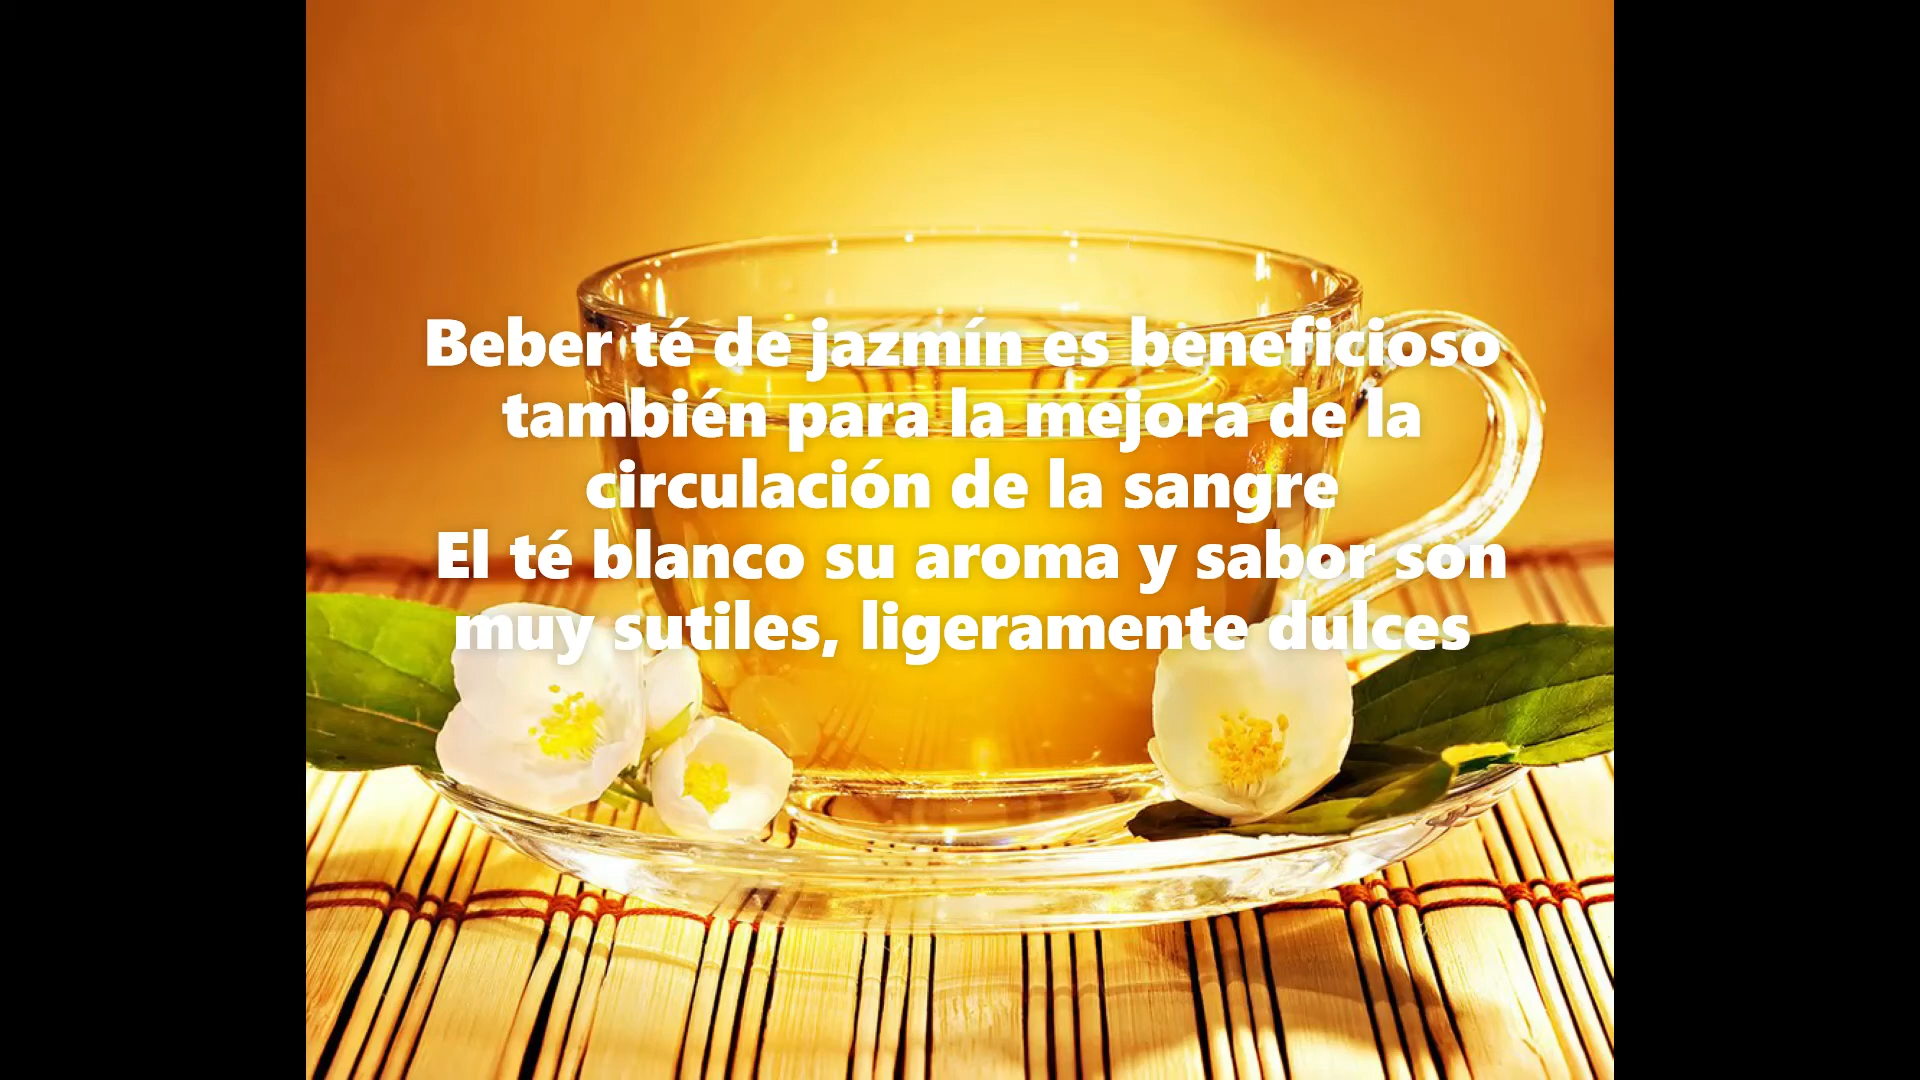 Beber té de jazmín es beneficioso
también para la mejora de la
circulación de la sangre
El té blanco su aroma y sabor son
muy sutiles, ligeramente dulces